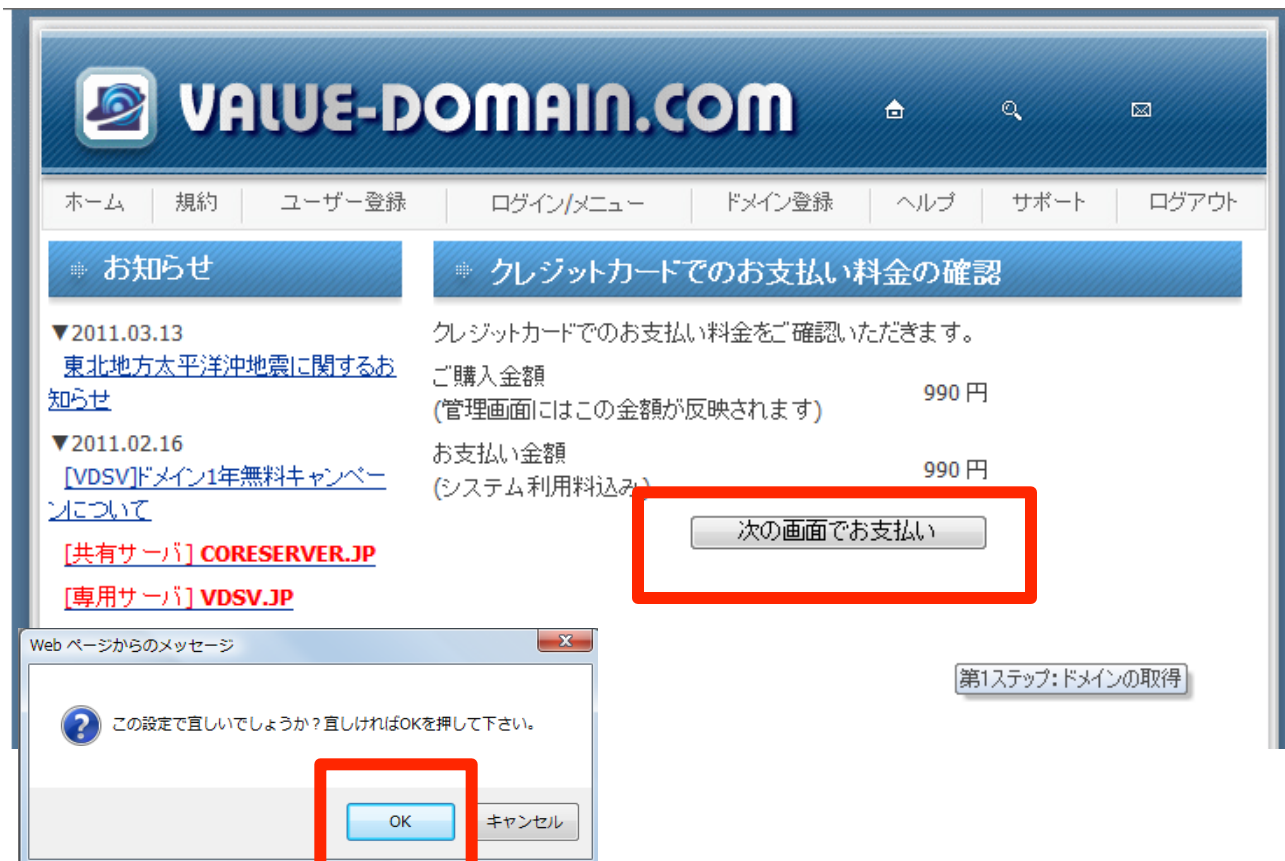 VALUE-DOMAIN.COM
ホーム 規約 ユーザー登録 ログイン/メニュー ドメイン登録 ヘルプ サポート ログアウト
お知らせ
▼2011.03.13
東北地方太平洋沖地震に関するお
知らせ
▼2011.02.16
[VDSV]ドメイン1年無料キャンペー
ンについて
[共有サーバ] CORESERVER.JP
[専用サーバ] VDSV.JP
クレジットカードでのお支払い料金の確認
クレジットカードでのお支払い料金をご確認いただきます。
ご購入金額
(管理画面にはこの金額が反映されます)
990 円
お支払い金額
(システム利用料込み)
990 円
次の画面でお支払い
第1ステップ:ドメインの取得
Web ページからのメッセージ
この設定で宜しいでしょうか？宜しければOKを押して下さい。
OK
キャンセル